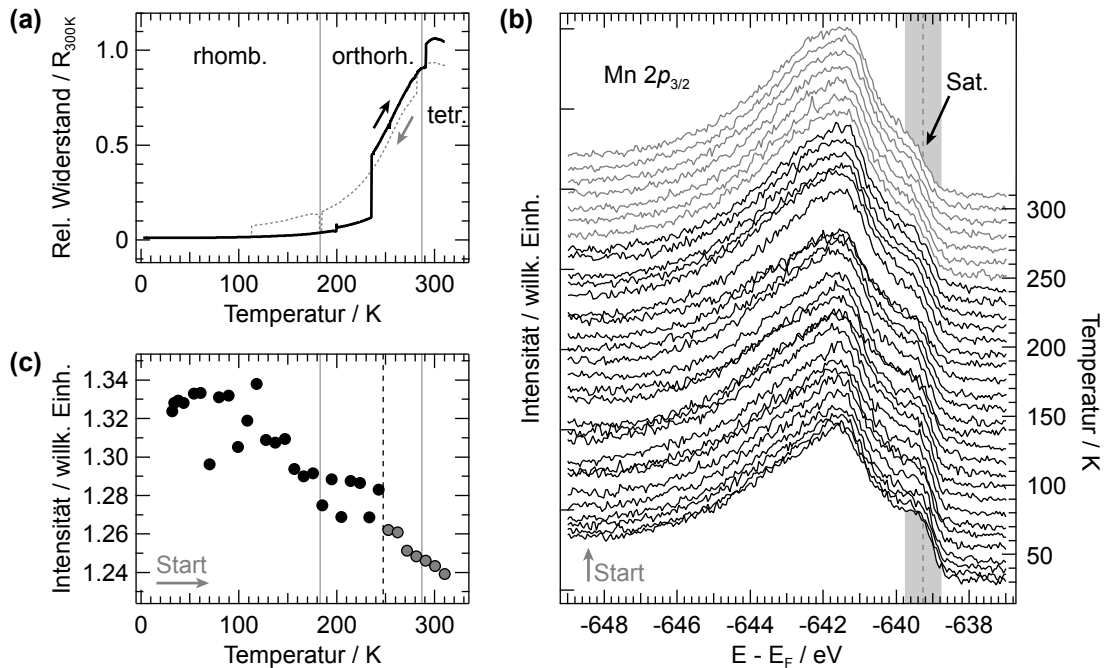 (a)
Rel. Widerstand / R300K
1.0
0.5
0
rhomb.
orthorh.
tetr.
0
100
200
300
Temperatur / K
(b)
Mn 2p3/2
Sat.
Intensität / willk. Einh.
Start
300
250
200
150
100
50
Temperatur / K
-648
-646
-644
-642
-640
-638
E - EF / eV
(c)
Intensität / willk. Einh.
1.34
1.32
1.30
1.28
1.26
1.24
Start
0
100
200
300
Temperatur / K